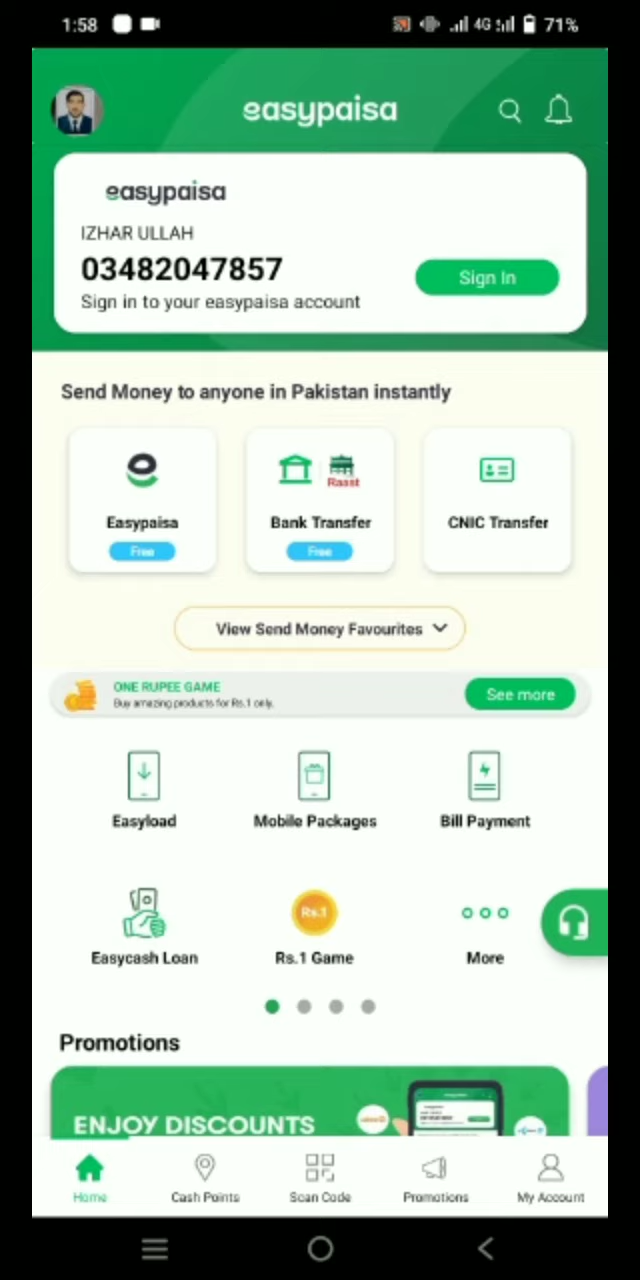 1:58
4G
71%
easypaisa
easypaisa
IZHAR ULLAH
03482047857
Sign In
Sign in to your easypaisa account
Send Money to anyone in Pakistan instantly
Raast
Easypaisa
Bank Transfer
CNIC Transfer
Free
Free
View Send Money Favourites
ONE RUPEE GAME
Buy amazing products for Rs.1 only.
See more
Easyload
Mobile Packages
Bill Payment
Rs.1
Easycash Loan
Rs.1 Game
More
Promotions
ENJOY DISCOUNTS
Home
Cash Points
Scan Code
Promotions
My Account